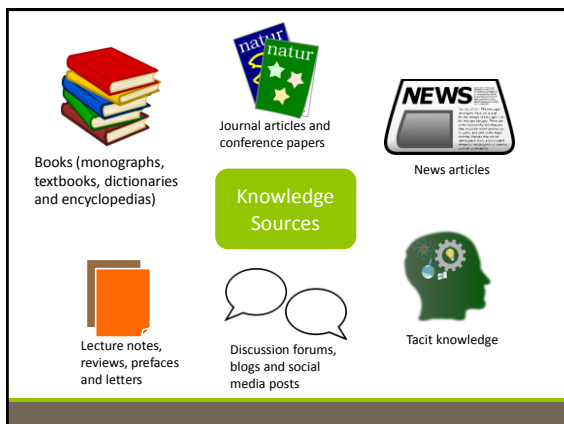 natur
natur
Journal articles and
conference papers
NEWS
News articles
Books (monographs,
textbooks, dictionaries
and encyclopedias)
Knowledge
Sources
Lecture notes,
reviews, prefaces
and letters
Discussion forums,
blogs and social
media posts
Tacit knowledge